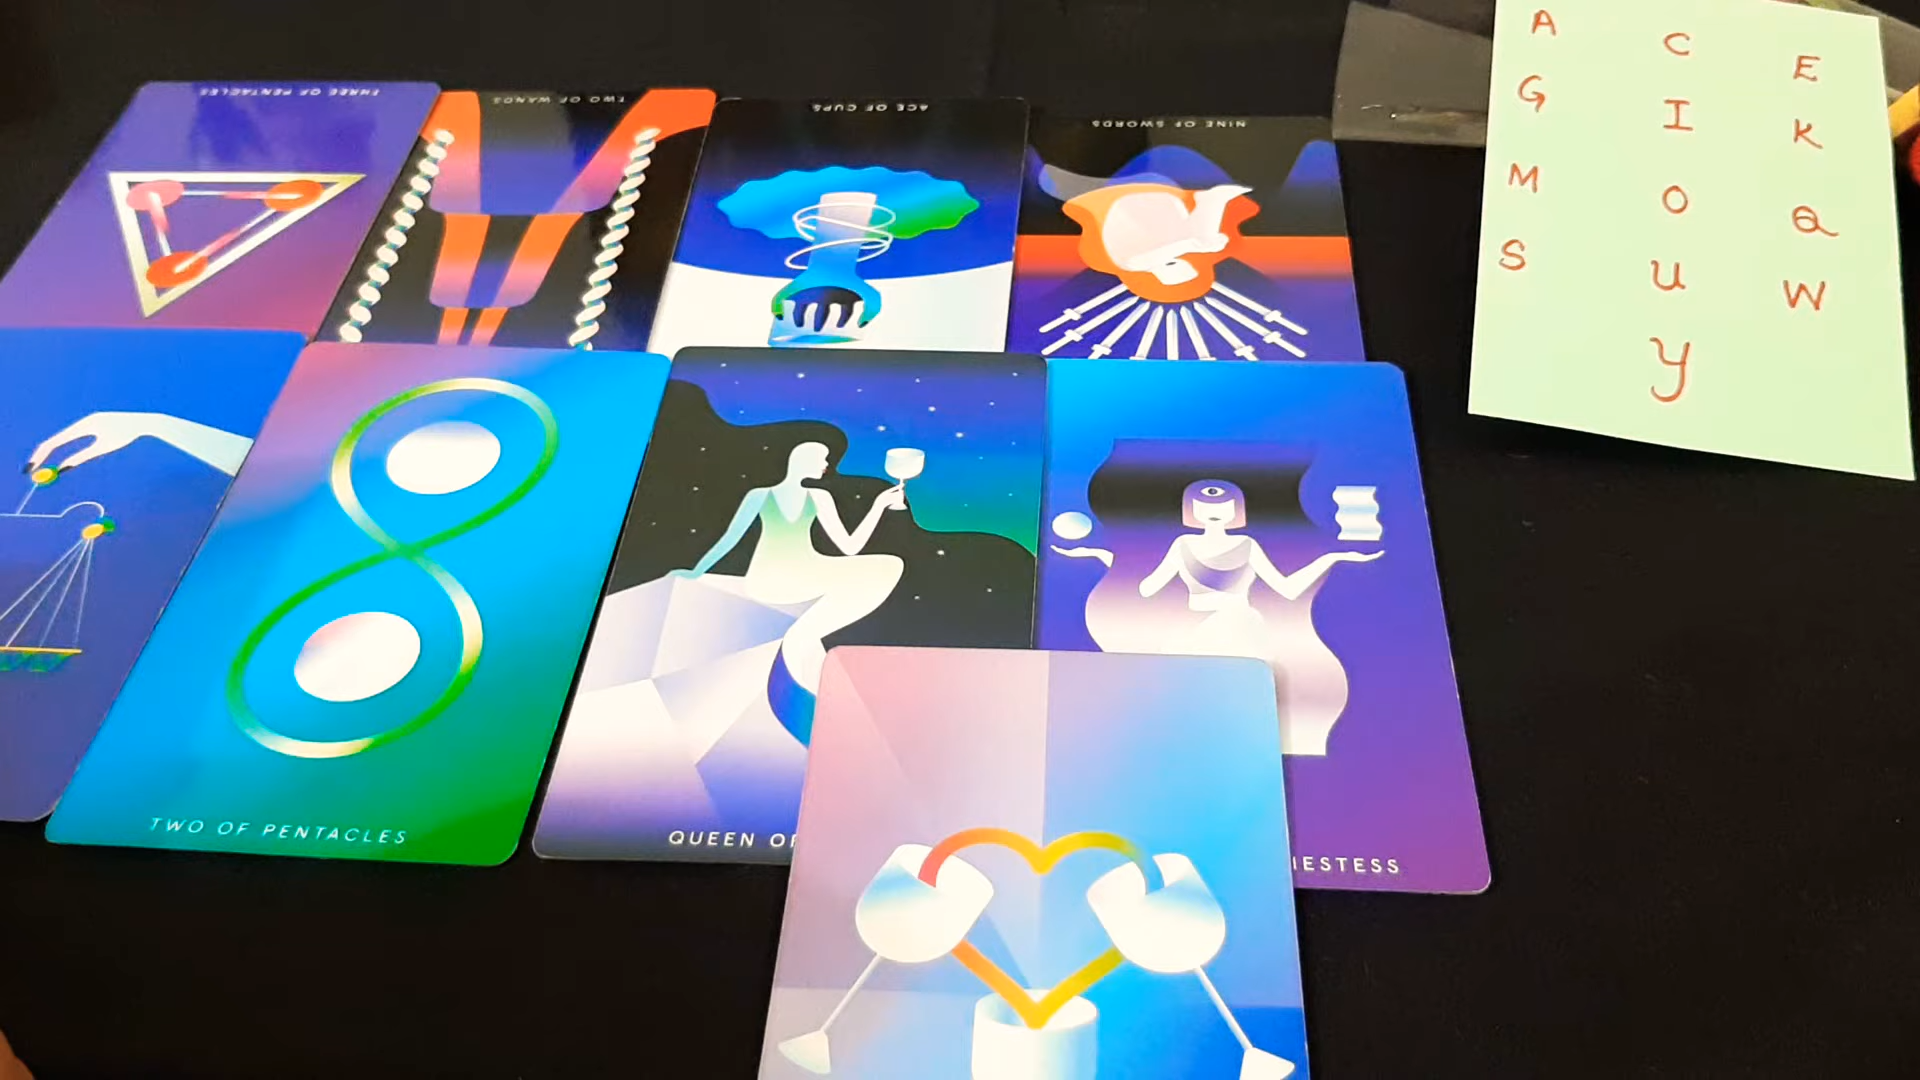 THREE OF PENTACLES
TWO OF WANDS
ACE OF CUPS
NINE OF SWORDS
A C E
G I K
M O Q
S U W
Y
TWO OF PENTACLES
QUEEN OF
IESTESS